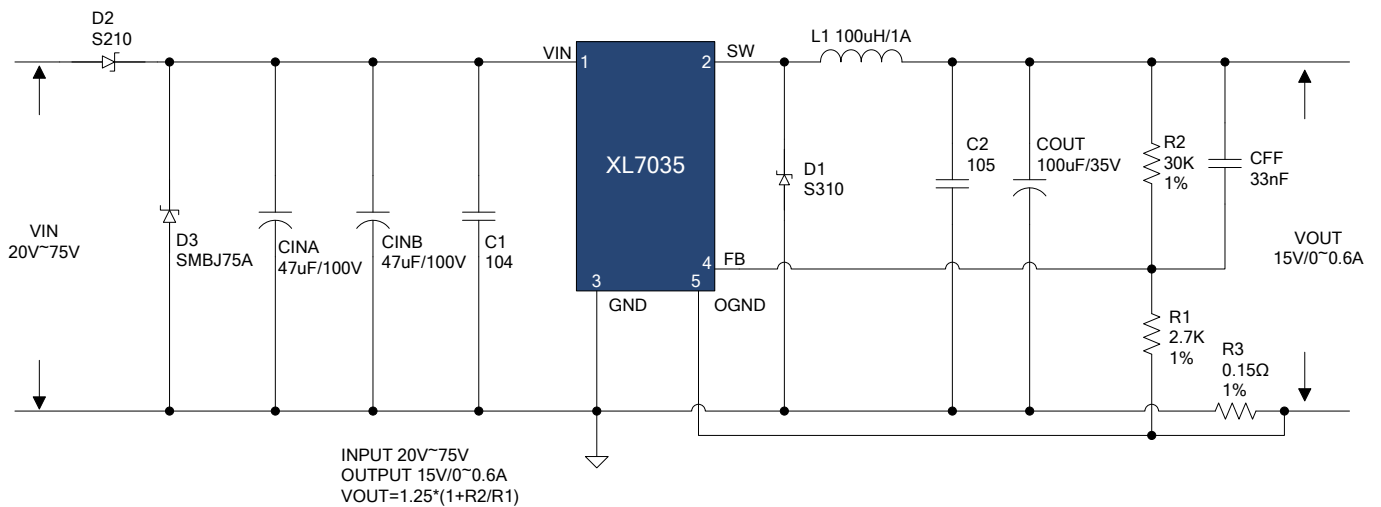 D2
S210
VIN
20V~75V
D3
SMBJ75A
CINA
47uF/100V
CINB
47uF/100V
C1
104
VIN
1
2
SW
XL7035
4
FB
3
5
GND
OGND
L1 100uH/1A
D1
S310
C2
105
COUT
100uF/35V
R2
30K
1%
CFF
33nF
R1
2.7K
1%
R3
0.15Ω
1%
VOUT
15V/0~0.6A
INPUT 20V~75V
OUTPUT 15V/0~0.6A
VOUT=1.25*(1+R2/R1)